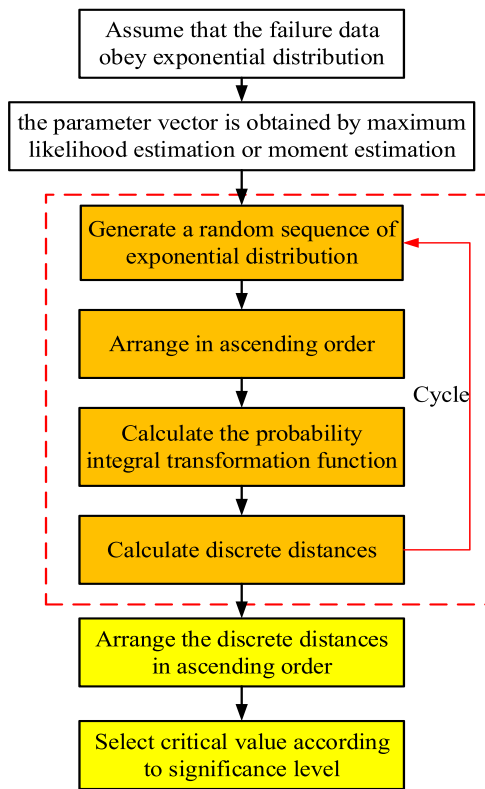 Assume that the failure data
obey exponential distribution
the parameter vector is obtained by maximum
likelihood estimation or moment estimation
Generate a random sequence of
exponential distribution
Arrange in ascending order
Cycle
Calculate the probability
integral transformation function
Calculate discrete distances
Arrange the discrete distances
in ascending order
Select critical value according
to significance level